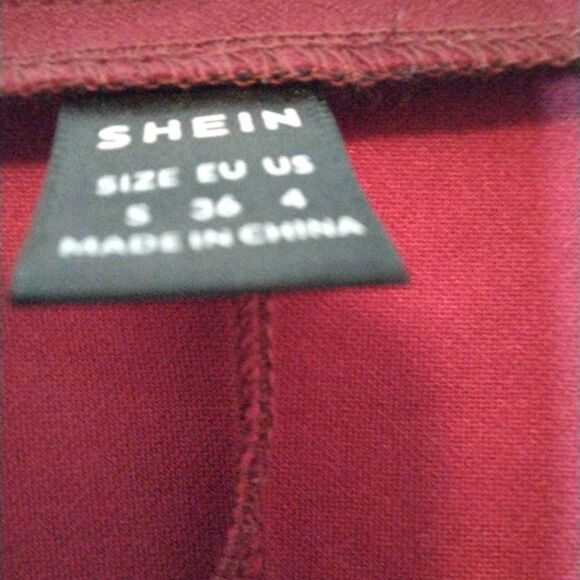 SHEIN
SIZE EU US
S 36 4
MADE IN CHINA